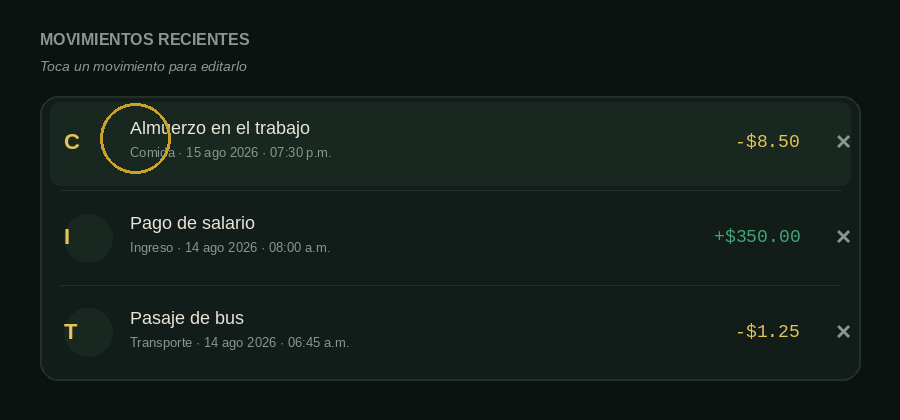 MOVIMIENTOS RECIENTES
Toca un movimiento para editarlo
C
Almuerzo en el trabajo
Comida · 15 ago 2026 · 07:30 p.m.
-$8.50 ✕
I
Pago de salario
Ingreso · 14 ago 2026 · 08:00 a.m.
+$350.00 ✕
T
Pasaje de bus
Transporte · 14 ago 2026 · 06:45 a.m.
-$1.25 ✕